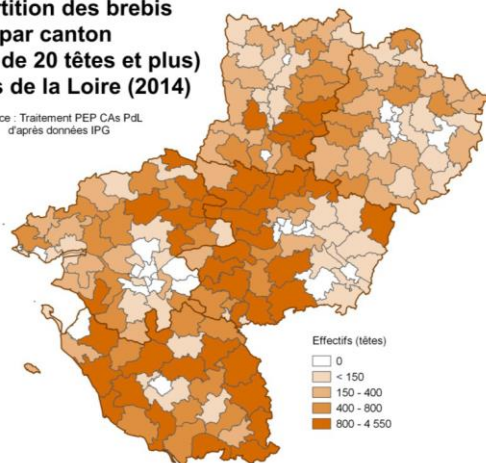 tition des brebis
par canton
de 20 têtes et plus)
s de la Loire (2014)
ce : Traitement PEP CAs PdL
d'après données IPG
Effectifs (têtes)
0
< 150
150 - 400
400 - 800
800 - 4 550